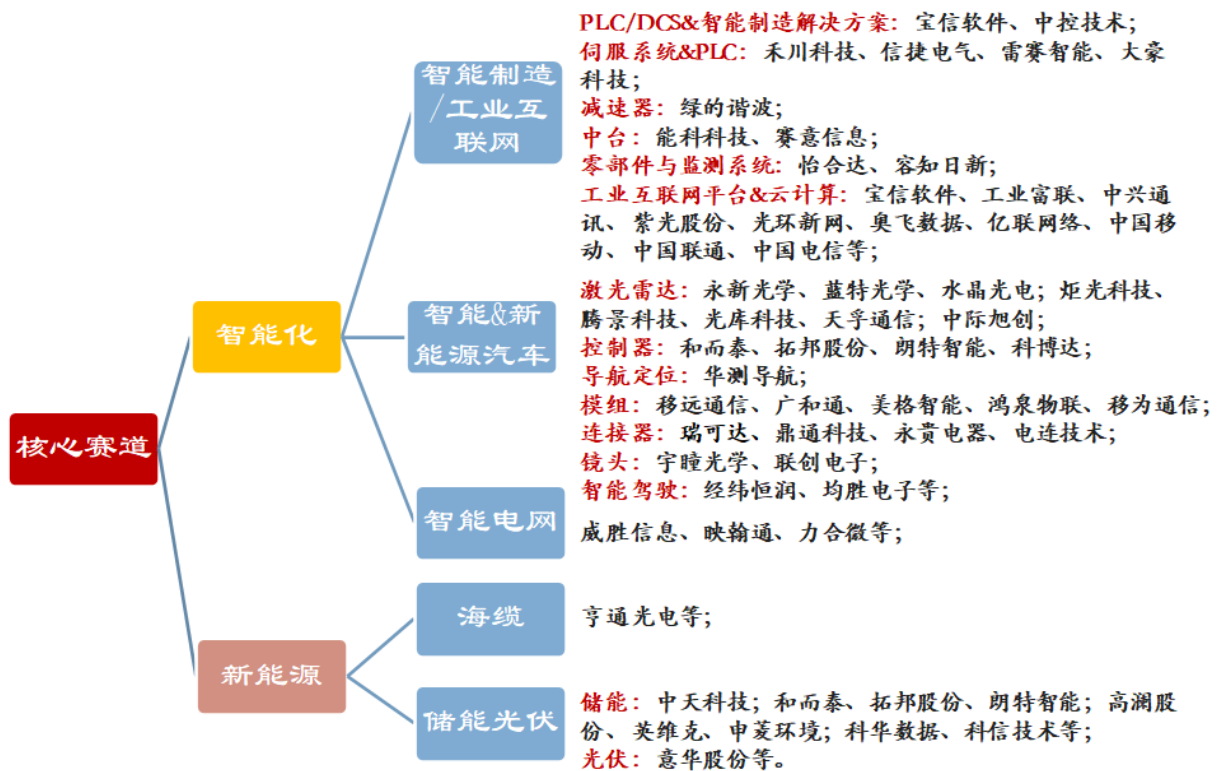 核心赛道
智能化
智能制造
/工业互
联网
PLC/DCS&智能制造解决方案：宝信软件、中控技术；
伺服系统&PLC：禾川科技、信捷电气、雷赛智能、大豪
科技；
减速器：绿的谐波；
中台：能科科技、赛意信息；
零部件与监测系统：怡合达、容知日新；
工业互联网平台&云计算：宝信软件、工业富联、中兴通
讯、紫光股份、光环新网、奥飞数据、亿联网络、中国移
动、中国联通、中国电信等；
智能&新
能源汽车
激光雷达：永新光学、蓝特光学、水晶光电；炬光科技、
腾景科技、光库科技、天孚通信；中际旭创；
控制器：和而泰、拓邦股份、朗特智能、科博达；
导航定位：华测导航；
模组：移远通信、广和通、美格智能、鸿泉物联、移为通信；
连接器：瑞可达、鼎通科技、永贵电器、电连技术；
镜头：宇瞳光学、联创电子；
智能驾驶：经纬恒润、均胜电子等；
智能电网
威胜信息、映翰通、力合微等；
新能源
海缆
亨通光电等；
储能光伏
储能：中天科技；和而泰、拓邦股份、朗特智能；高澜股
份、英维克、申菱环境；科华数据、科信技术等；
光伏：意华股份等。